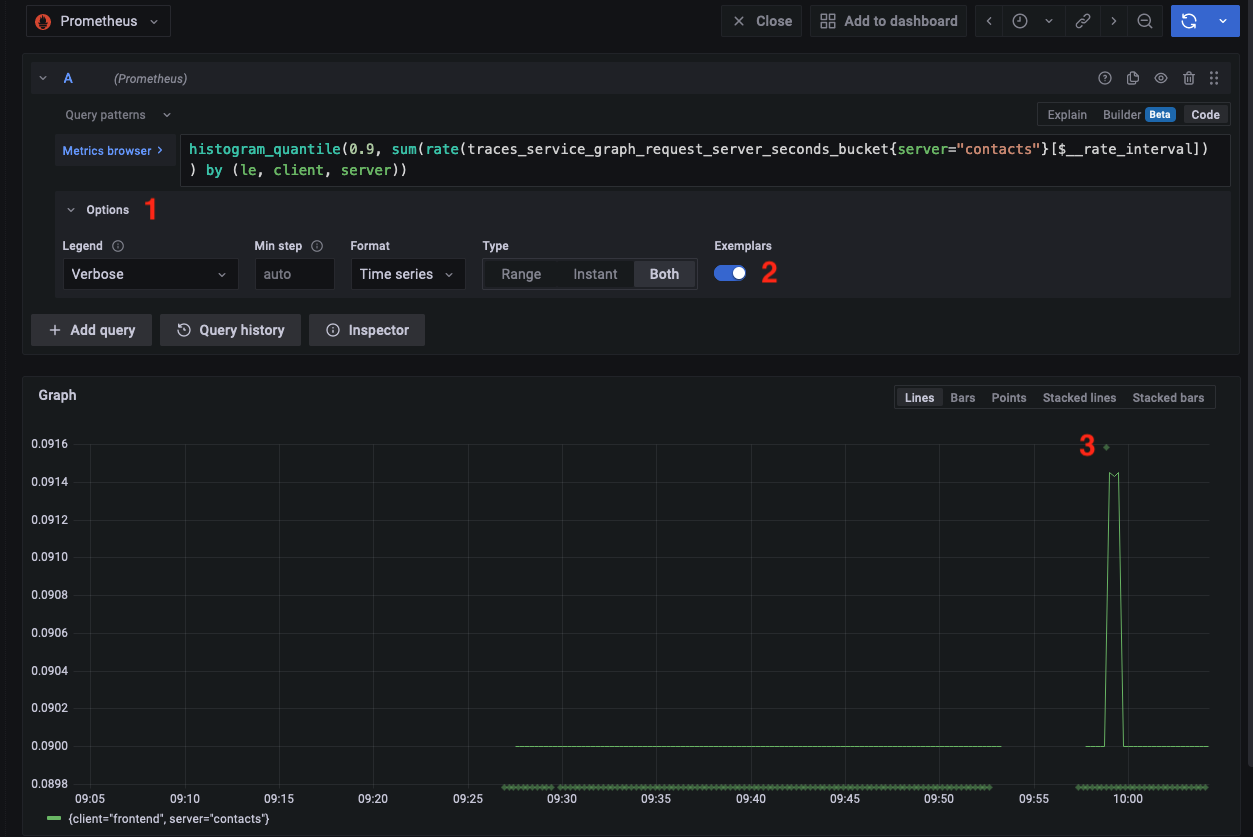 Prometheus
Close
Add to dashboard
A (Prometheus)
Query patterns
Explain Builder Beta Code
Metrics browser
histogram_quantile(0.9, sum(rate(traces_service_graph_request_server_seconds_bucket{server="contacts"}[$__rate_interval])
) by (le, client, server))
Options 1
Legend Min step Format Type Exemplars
Verbose auto Time series Range Instant Both 2
+ Add query Query history Inspector
Graph
Lines Bars Points Stacked lines Stacked bars
3
0.0916
0.0914
0.0912
0.0910
0.0908
0.0906
0.0904
0.0902
0.0900
0.0898
09:05 09:10 09:15 09:20 09:25 09:30 09:35 09:40 09:45 09:50 09:55 10:00
{client="frontend", server="contacts"}